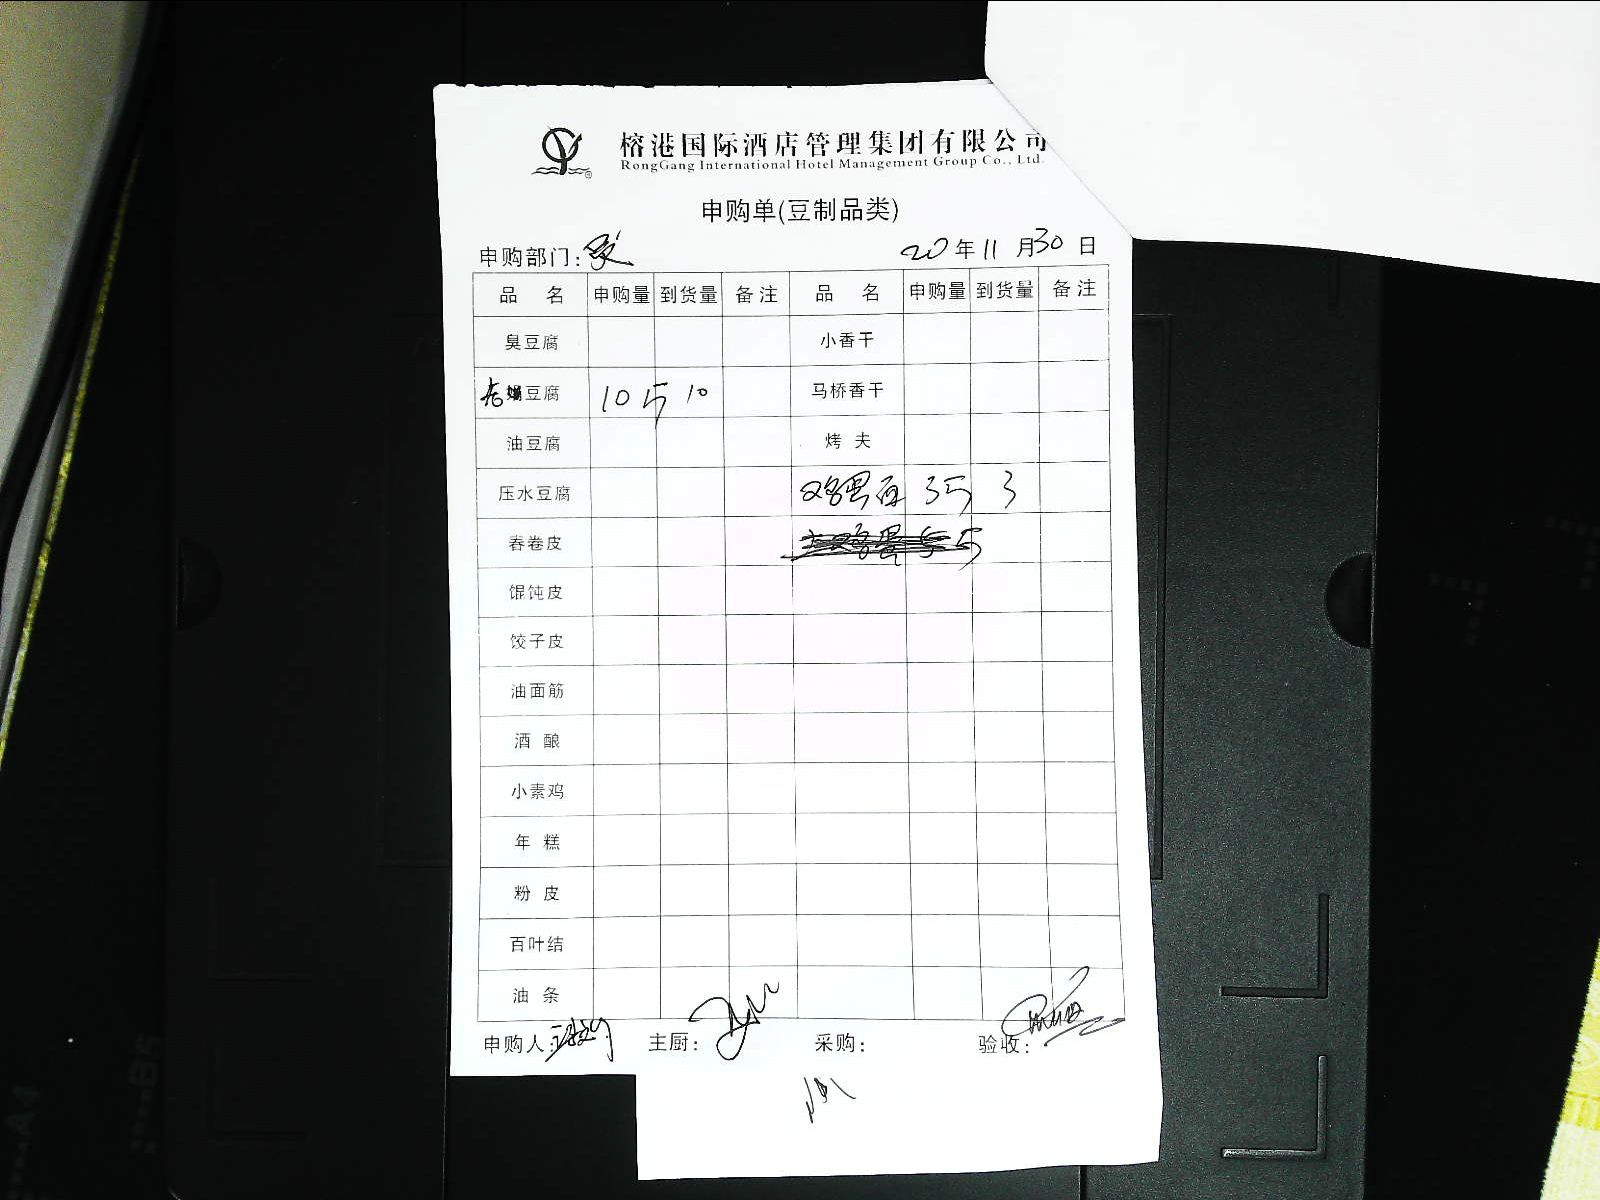 榕港国际酒店管理集团有限公司
RongGang International Hotel Management Group Co., Ltd.
申购单(豆制品类)
申购部门: 20年11月30日
品 名 申购量 到货量 备注 品 名 申购量 到货量 备注
臭豆腐 小香干
豆腐 10 斤 10 马桥香干
油豆腐 烤 夫
压水豆腐 鸡蛋面 3斤 3
春卷皮
馄饨皮
饺子皮
油面筋
酒 酿
小素鸡
年 糕
粉 皮
百叶结
油 条
申购人: 主厨: 采购: 验收: